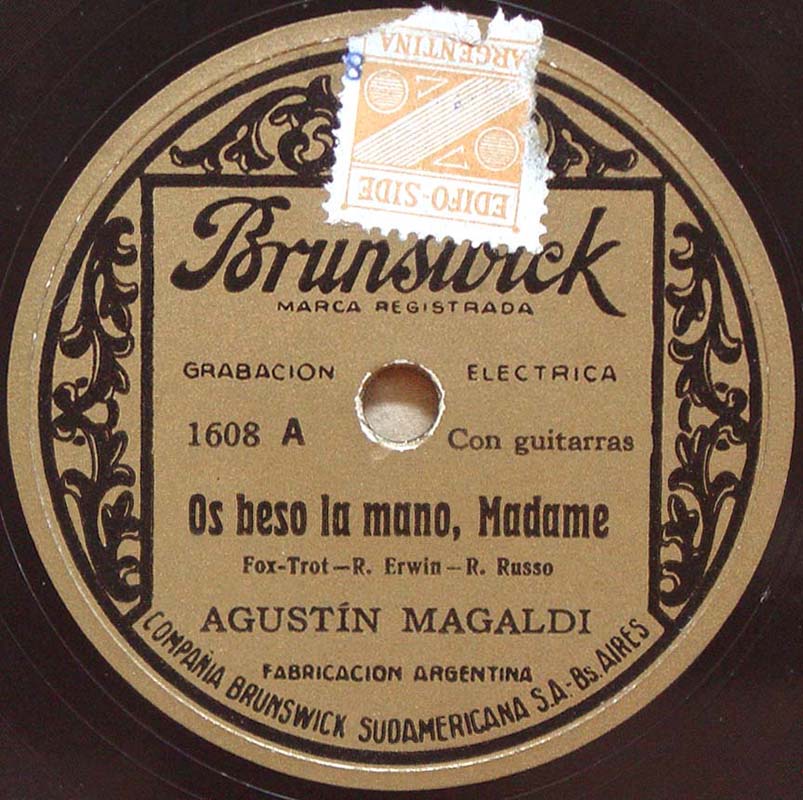 ARGENTINA
8
EDIFO-SIDE
Brunswick
MARCA REGISTRADA
GRABACION ELECTRICA
1608 A Con guitarras
Os beso la mano, Madame
Fox-Trot—R. Erwin—R. Russo
AGUSTÍN MAGALDI
FABRICACION ARGENTINA
COMPAÑIA BRUNSWICK SUDAMERICANA S.A.-Bs. AIRES